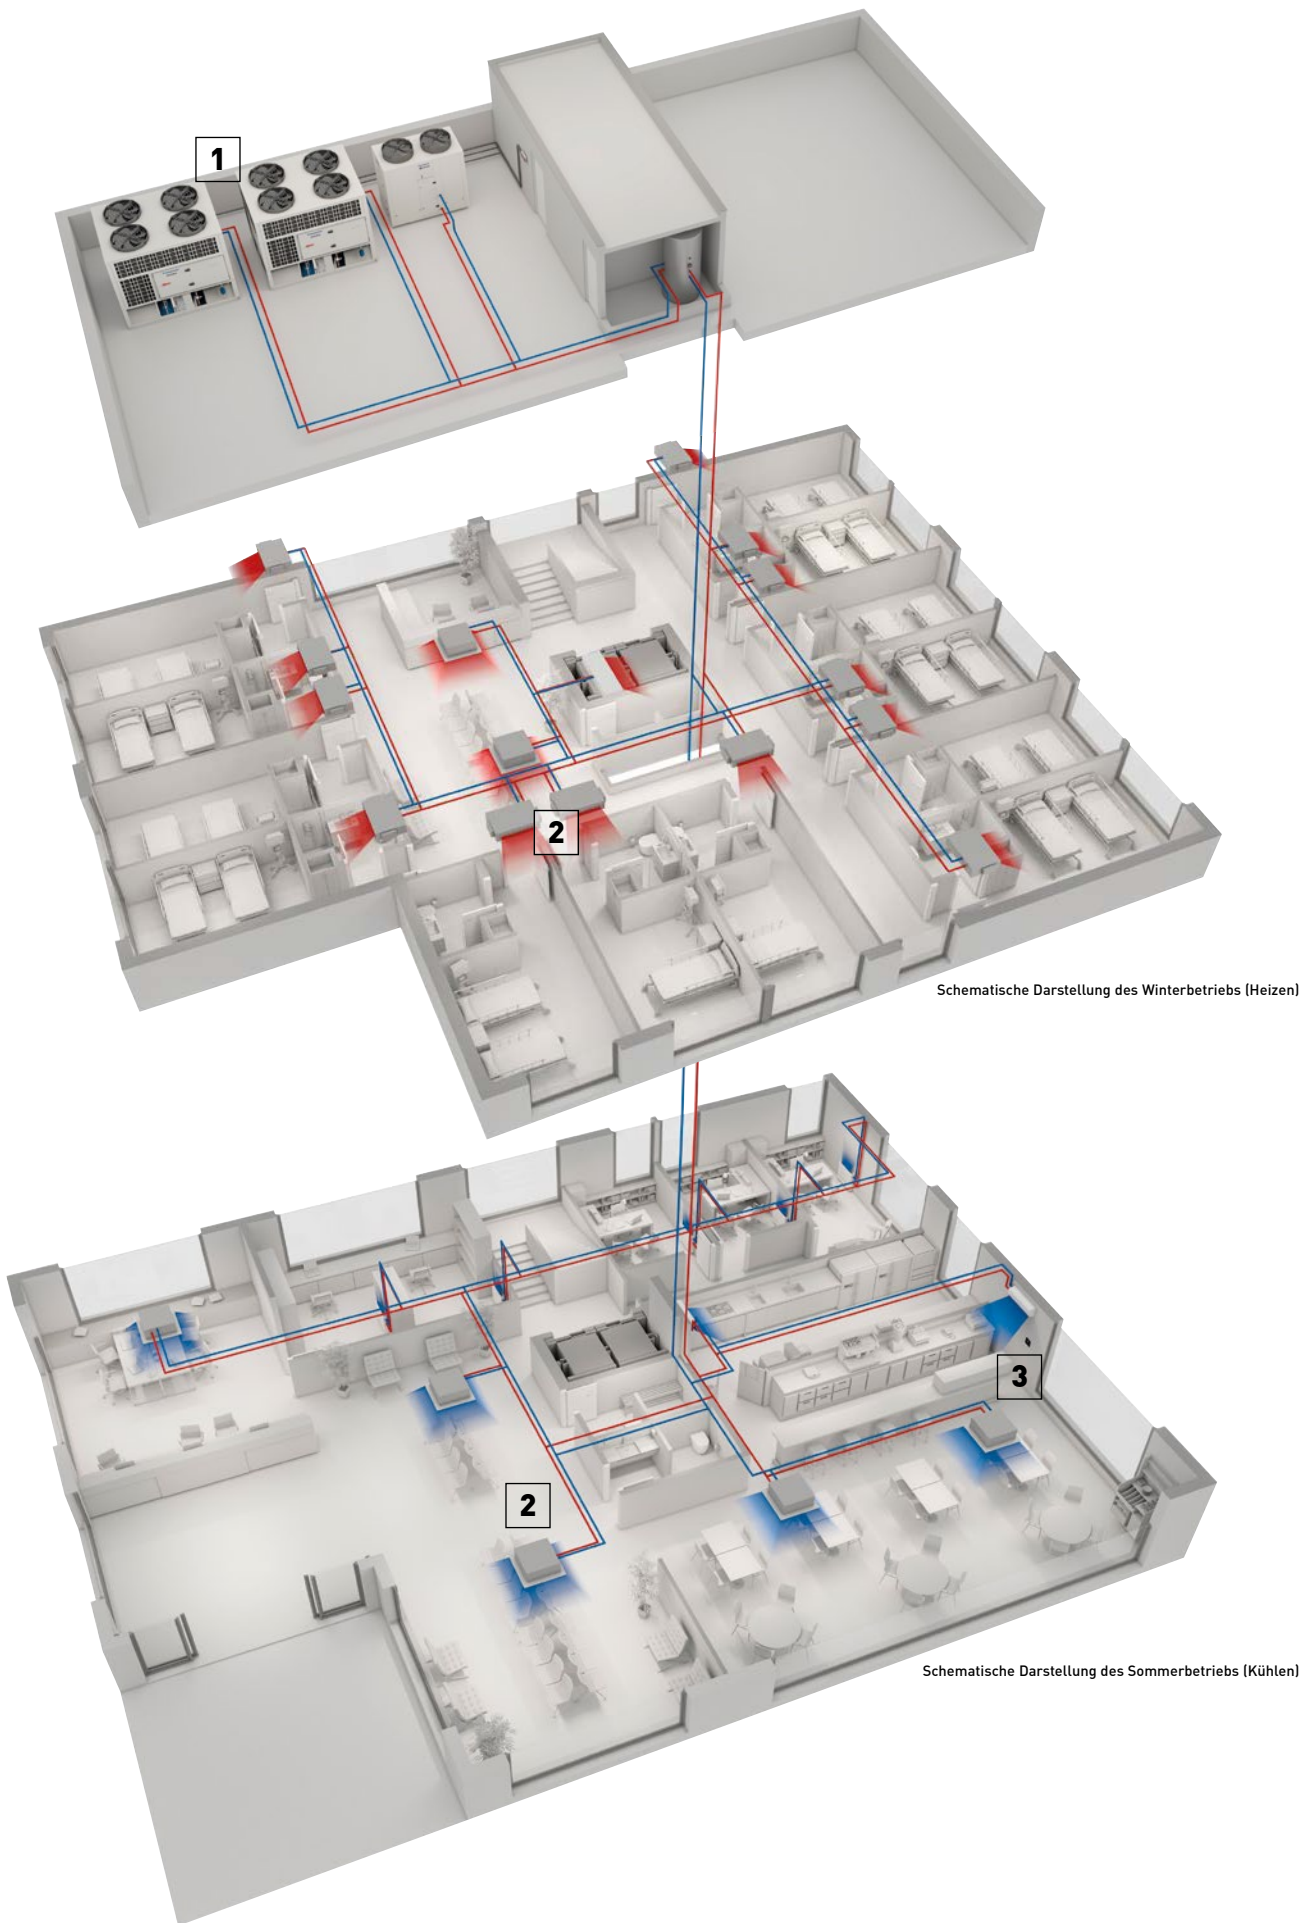 1
2
Schematische Darstellung des Winterbetriebs (Heizen)
3
2
Schematische Darstellung des Sommerbetriebs (Kühlen)